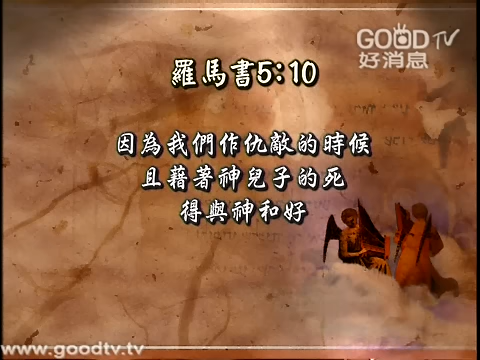 GOOD TV
好消息
羅馬書5:10
因為我們作仇敵的時候
且藉著神兒子的死
得與神和好
www.goodtv.tv